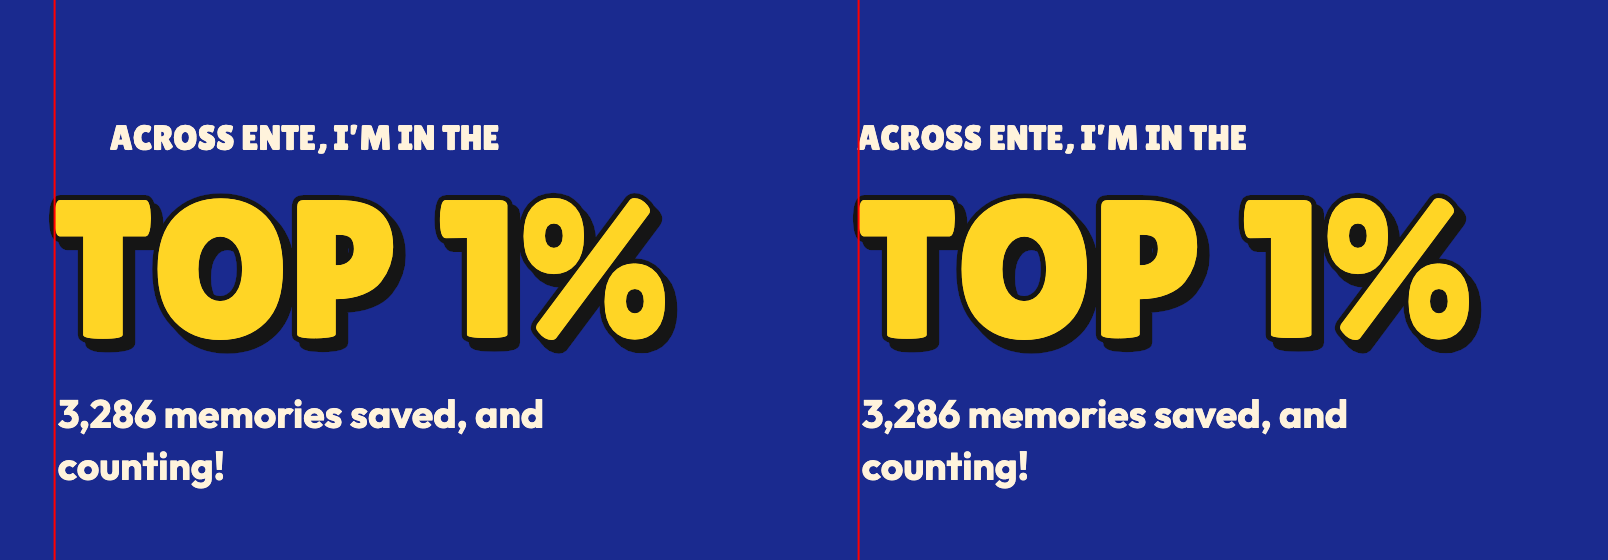 ACROSS ENTE, I'M IN THE
TOP 1%
3,286 memories saved, and
counting!
ACROSS ENTE, I'M IN THE
TOP 1%
3,286 memories saved, and
counting!